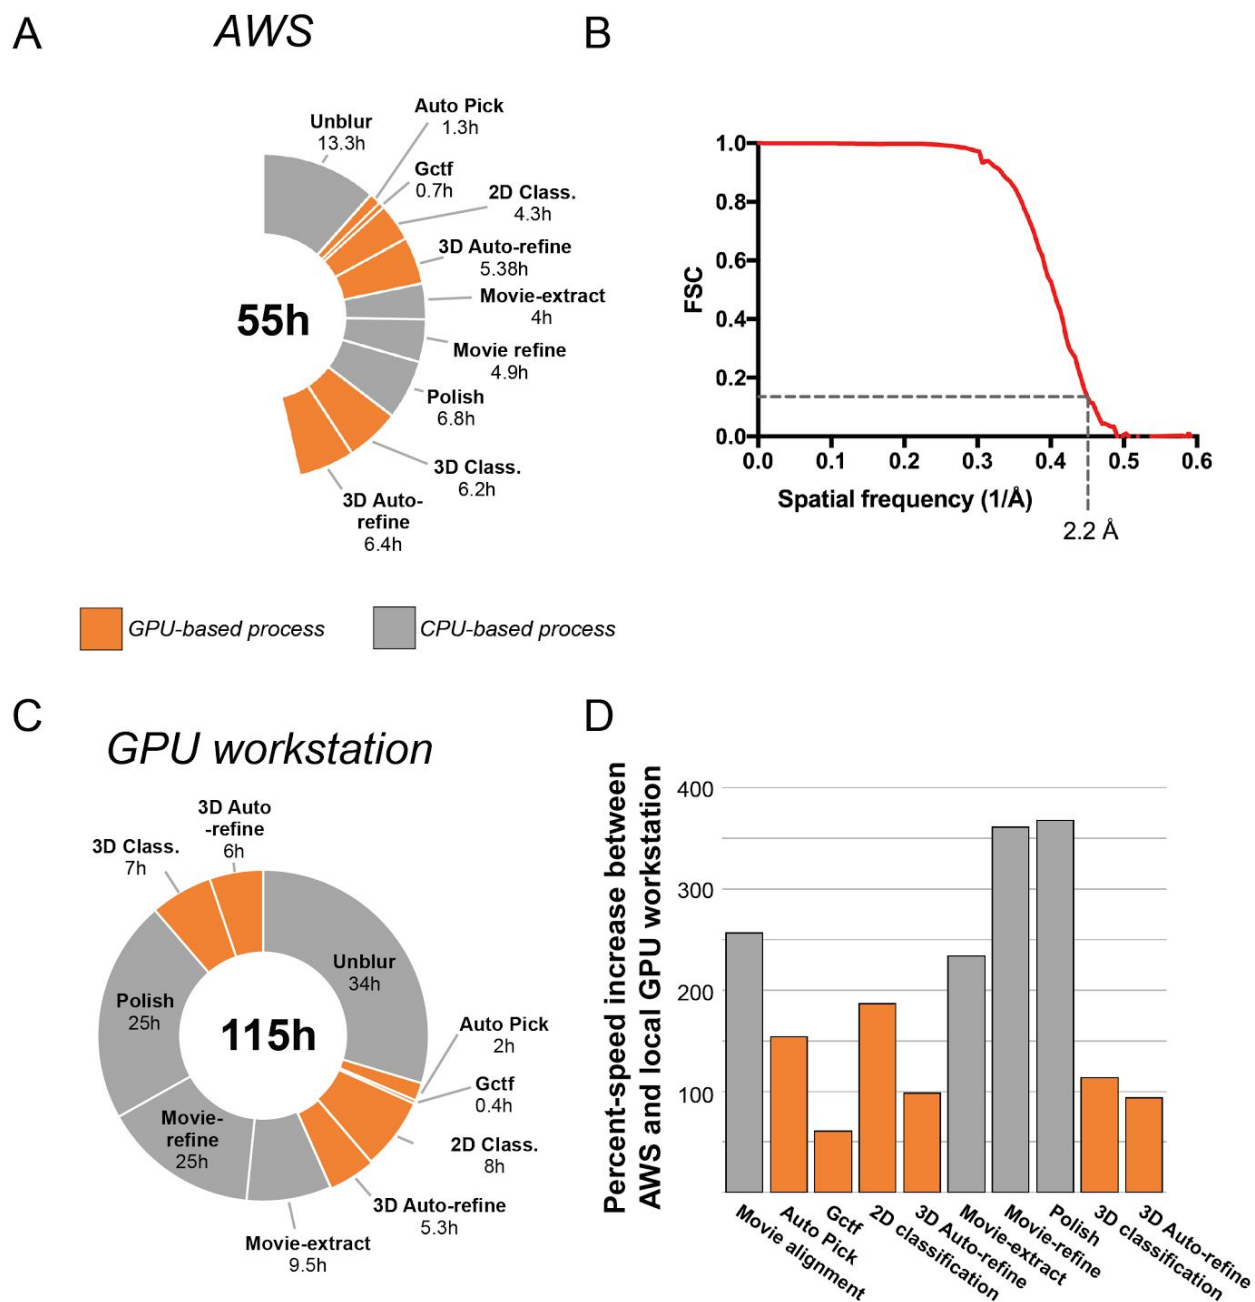 A
AWS
Unblur
13.3h
Auto Pick
1.3h
Gctf
0.7h
2D Class.
4.3h
3D Auto-refine
5.38h
Movie-extract
4h
Movie refine
4.9h
Polish
6.8h
3D Class.
6.2h
3D Auto-
refine
6.4h
55h
B
FSC
1.0
0.8
0.6
0.4
0.2
0.0
0.0 0.1 0.2 0.3 0.4 0.5 0.6
Spatial frequency (1/Å)
2.2 Å
GPU-based process
CPU-based process
C
GPU workstation
3D Auto
-refine
6h
3D Class.
7h
Unblur
34h
Polish
25h
115h
Auto Pick
2h
Gctf
0.4h
2D Class.
8h
Movie-
refine
25h
3D Auto-refine
5.3h
Movie-extract
9.5h
D
Percent-speed increase between
AWS and local GPU workstation
400
300
200
100
Movie alignment
Auto Pick
Gctf
2D classification
3D Auto-refine
Movie-extract
Movie-refine
Polish
3D classification
3D Auto-refine